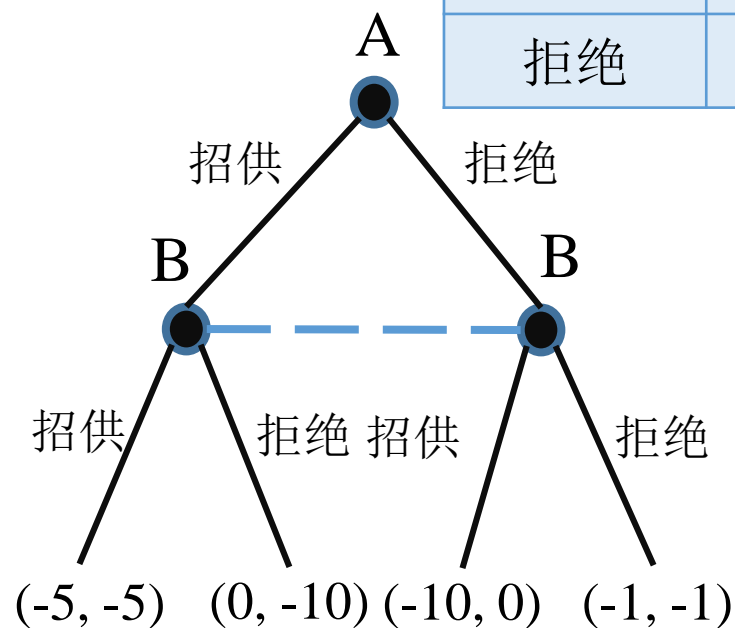 A
拒绝
招供
拒绝
B
B
招供
拒绝
招供
拒绝
(-5, -5)
(0, -10)
(-10, 0)
(-1, -1)